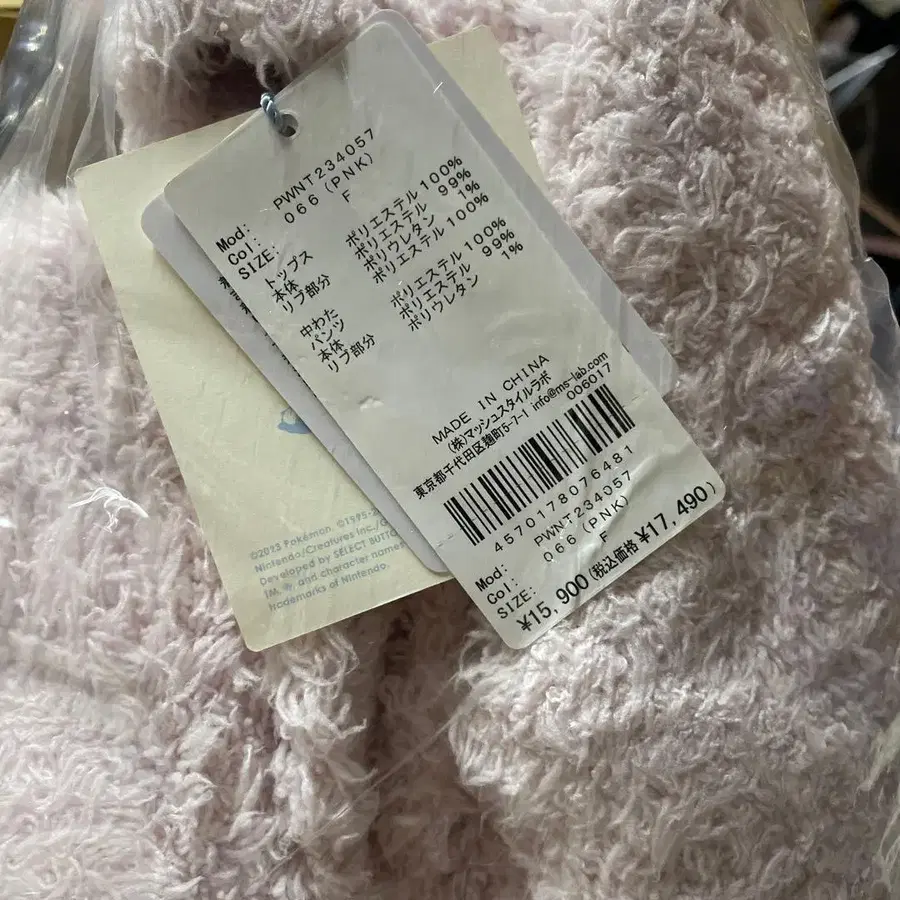 Mod: PWNT234057
Col: 066 (PNK)
SIZE: F
トップス
本体 ポリエステル 100%
リブ部分 ポリエステル 99%
ポリウレタン 1%
中わた ポリエステル 100%
パンツ
本体 ポリエステル 100%
リブ部分 ポリエステル 99%
ポリウレタン 1%
MADE IN CHINA
(株)マッシュスタイルラボ
東京都千代田区麹町5-7-1 info@ms-lab.com
006017
4570178076481
Mod: PWNT234057
Col: 066 (PNK)
SIZE: F
¥15,900(税込価格 ¥17,490)
©2023 Pokémon. ©1995-2
Nintendo/Creatures Inc./G
Developed by SELECT BUTTO
TM, ®, and character names
trademarks of Nintendo.